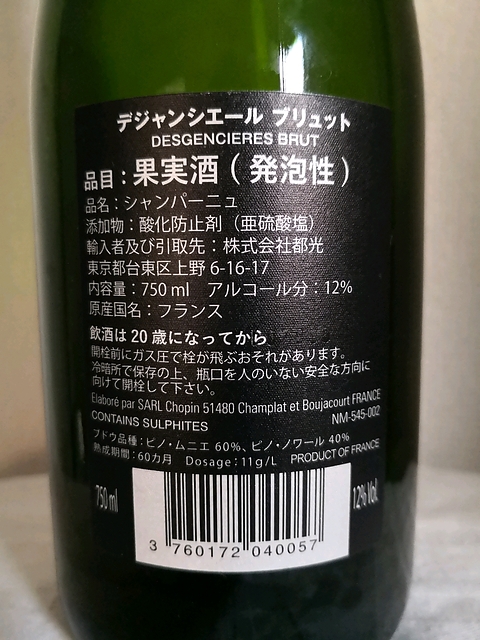 デジャンシエール ブリュット
DESGENCIERES BRUT
品目：果実酒（発泡性）
品名：シャンパーニュ
添加物：酸化防止剤（亜硫酸塩）
輸入者及び引取先：株式会社都光
東京都台東区上野 6-16-17
内容量：750 ml　アルコール分：12%
原産国名：フランス
飲酒は 20 歳になってから
開栓前にガス圧で栓が飛ぶおそれがあります。
冷暗所で保存の上、瓶口を人のいない安全な方向に
向けて開栓して下さい。
Elaboré par SARL Chopin 51480 Champlat et Boujacourt FRANCE
CONTAINS SULPHITES　NM-545-002
ブドウ品種：ピノ・ムニエ 60%、ピノ・ノワール 40%
熟成期間：60カ月　Dosage：11g/L　PRODUCT OF FRANCE
750 ml　12% Vol.
3 760172 040057